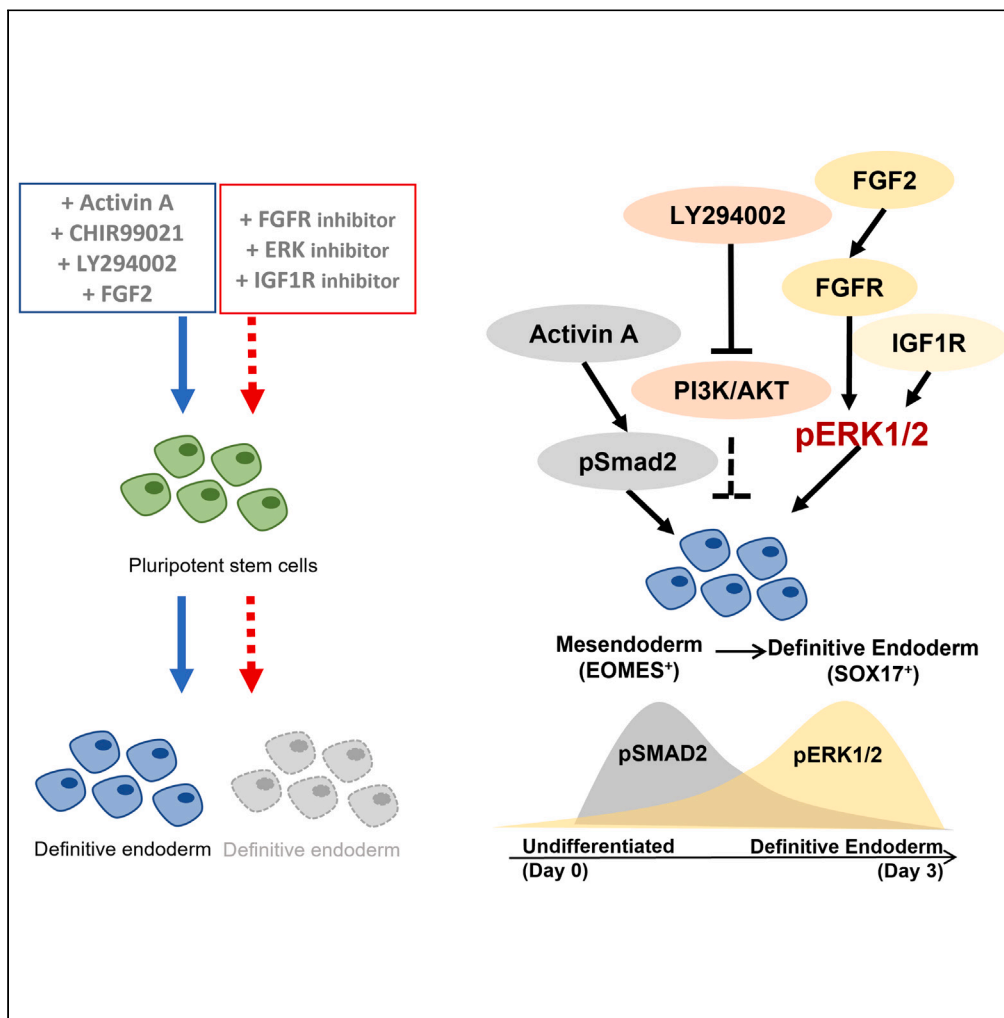 + Activin A
+ CHIR99021
+ LY294002
+ FGF2
+ FGFR inhibitor
+ ERK inhibitor
+ IGF1R inhibitor
Pluripotent stem cells
Definitive endoderm
Definitive endoderm
FGF2
LY294002
FGFR
Activin A
IGF1R
PI3K/AKT
pERK1/2
pSmad2
Mesendoderm
(EOMES⁺)
Definitive Endoderm
(SOX17⁺)
pSMAD2
pERK1/2
Undifferentiated
(Day 0)
Definitive Endoderm
(Day 3)